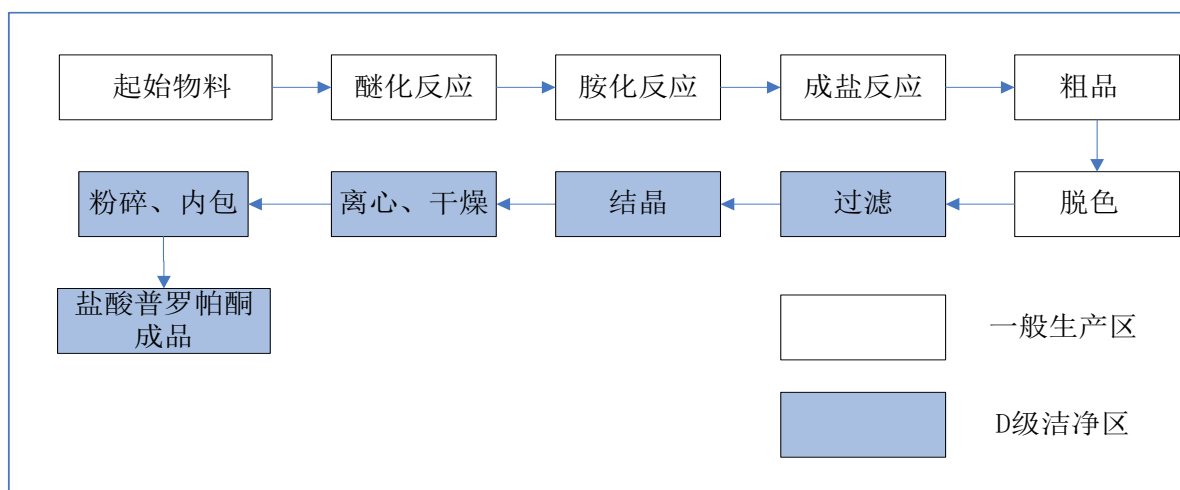 起始物料
醚化反应
胺化反应
成盐反应
粗品
粉碎、内包
离心、干燥
结晶
过滤
脱色
盐酸普罗帕酮
成品
一般生产区
D级洁净区